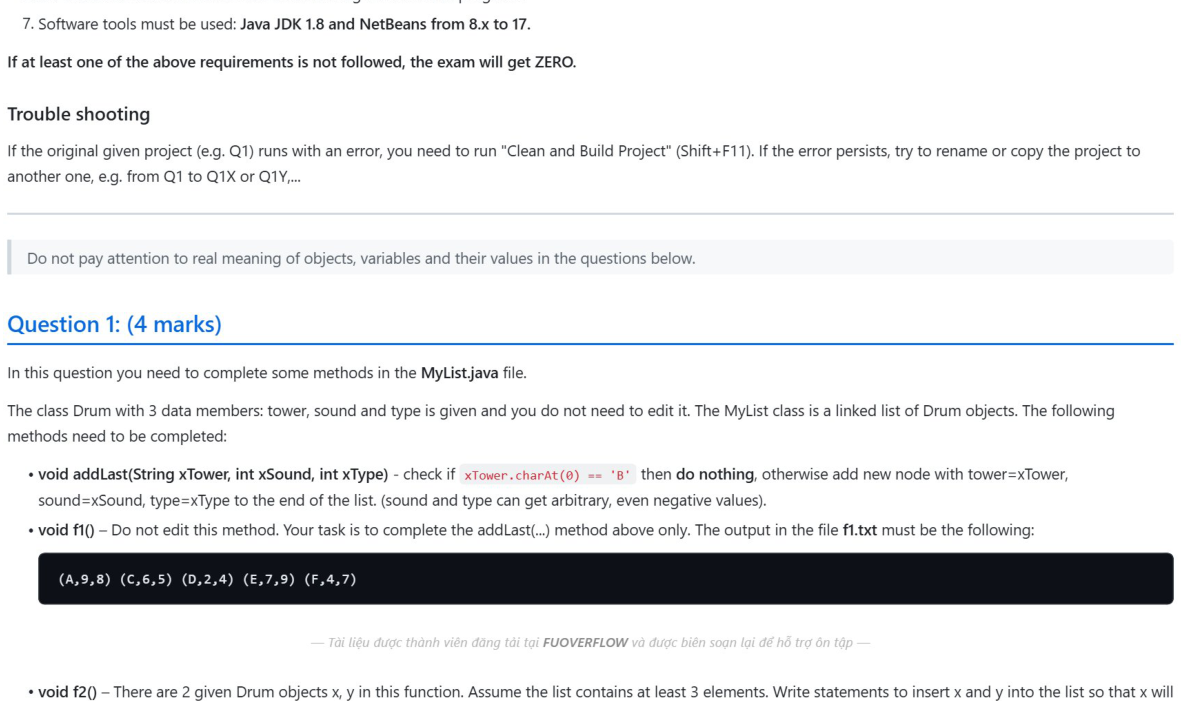 7. Software tools must be used: Java JDK 1.8 and NetBeans from 8.x to 17.
If at least one of the above requirements is not followed, the exam will get ZERO.
Trouble shooting
If the original given project (e.g. Q1) runs with an error, you need to run "Clean and Build Project" (Shift+F11). If the error persists, try to rename or copy the project to
another one, e.g. from Q1 to Q1X or Q1Y,...
Do not pay attention to real meaning of objects, variables and their values in the questions below.
Question 1: (4 marks)
In this question you need to complete some methods in the MyList.java file.
The class Drum with 3 data members: tower, sound and type is given and you do not need to edit it. The MyList class is a linked list of Drum objects. The following
methods need to be completed:
• void addLast(String xTower, int xSound, int xType) - check if xTower.charAt(0) == 'B' then do nothing, otherwise add new node with tower=xTower,
sound=xSound, type=xType to the end of the list. (sound and type can get arbitrary, even negative values).
• void f1() – Do not edit this method. Your task is to complete the addLast(...) method above only. The output in the file f1.txt must be the following:
(A,9,8) (C,6,5) (D,2,4) (E,7,9) (F,4,7)
— Tài liệu được thành viên đăng tải tại FUOVERFLOW và được biên soạn lại để hỗ trợ ôn tập —
• void f2() – There are 2 given Drum objects x, y in this function. Assume the list contains at least 3 elements. Write statements to insert x and y into the list so that x will